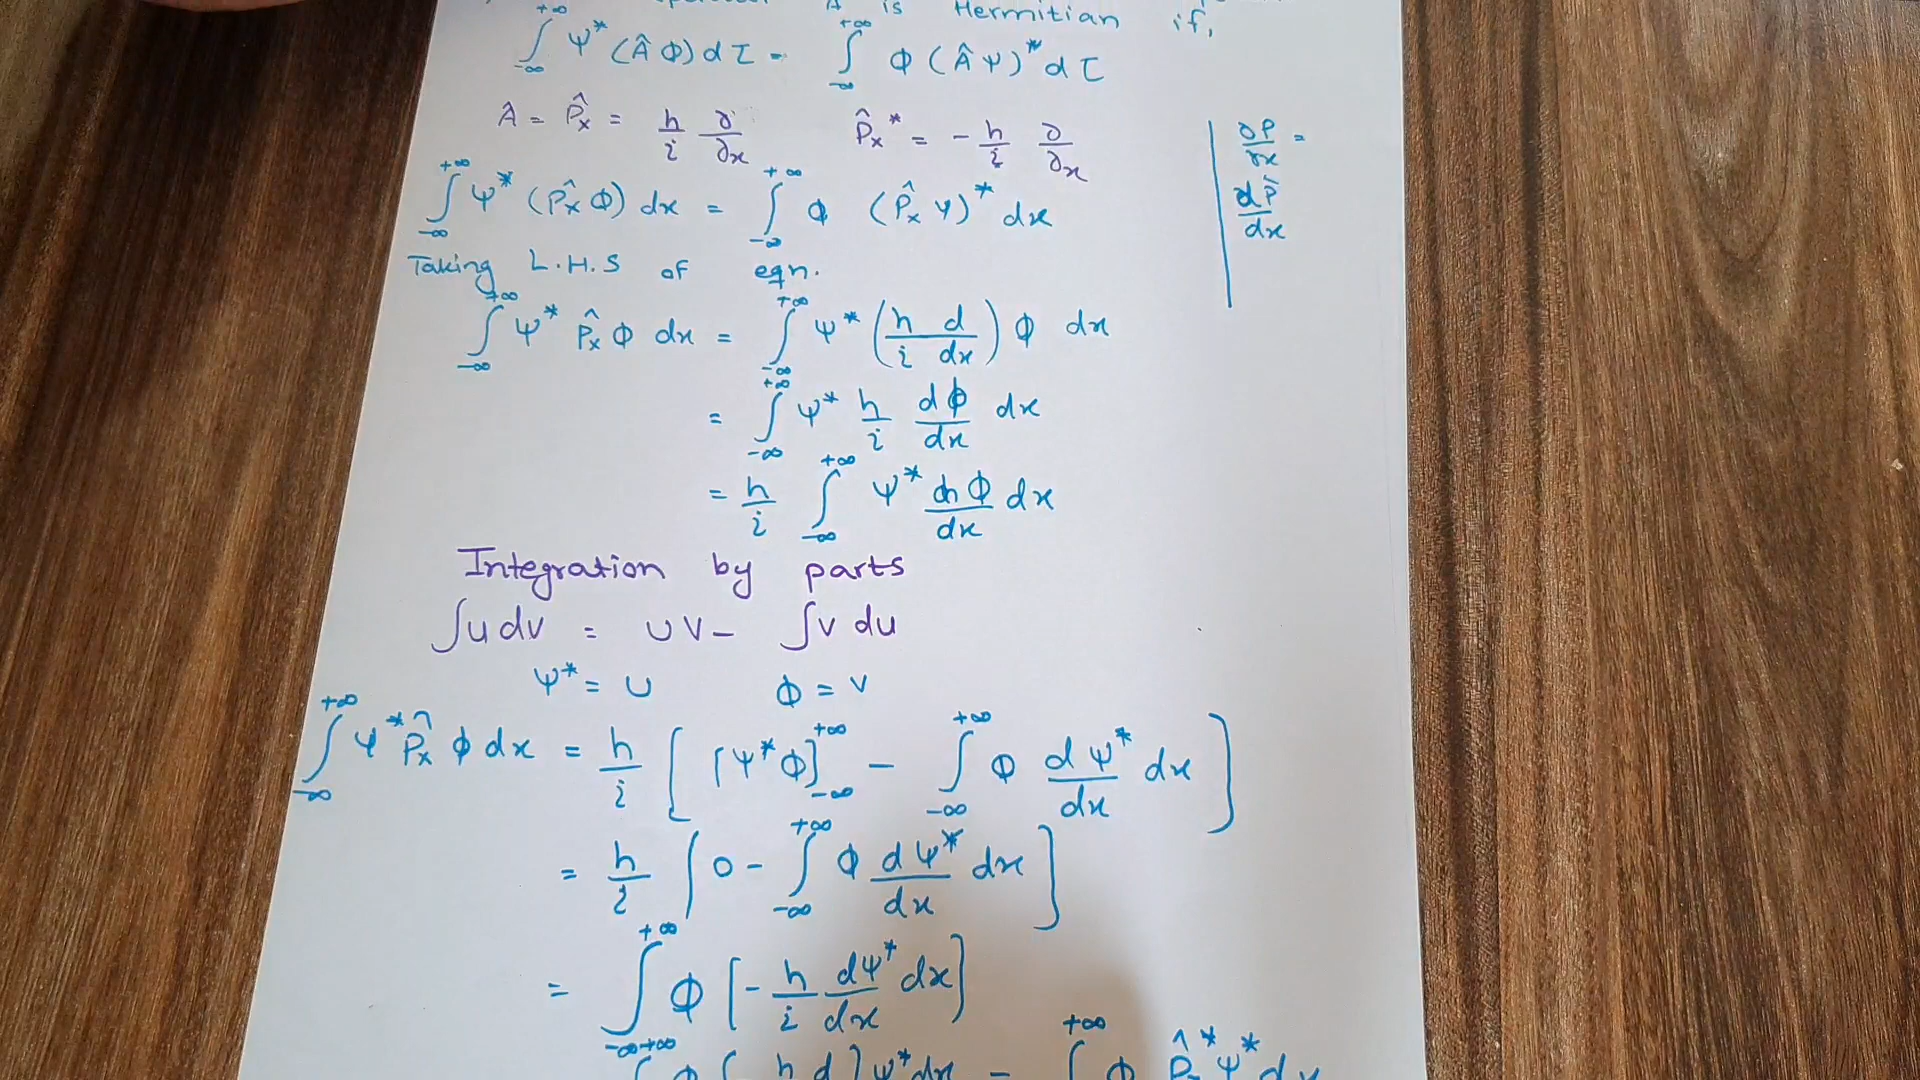 Â is Hermitian if,
∫_{-∞}^{+∞} Ψ* (Â Φ) dτ = ∫_{-∞}^{+∞} Φ (Â Ψ)* dτ
Â = P̂x = ħ/i ∂/∂x    P̂x* = - ħ/i ∂/∂x
∂P/∂x =
dP/dx
∫_{-∞}^{+∞} Ψ* (P̂x Φ) dx = ∫_{-∞}^{+∞} Φ (P̂x Ψ)* dx
Taking L.H.S of eqn.
∫_{-∞}^{+∞} Ψ* P̂x Φ dx = ∫_{-∞}^{+∞} Ψ* (ħ/i d/dx) Φ dx
= ∫_{-∞}^{+∞} Ψ* ħ/i dΦ/dx dx
= ħ/i ∫_{-∞}^{+∞} Ψ* dΦ/dx dx
Integration by parts
∫u dv = uv - ∫v du
Ψ* = u    Φ = v
∫_{-∞}^{+∞} Ψ* P̂x Φ dx = ħ/i [ [Ψ*Φ]_{-∞}^{+∞} - ∫_{-∞}^{+∞} Φ dΨ*/dx dx ]
= ħ/i [ 0 - ∫_{-∞}^{+∞} Φ dΨ*/dx dx ]
= ∫_{-∞}^{+∞} Φ [ - ħ/i dΨ*/dx dx ]